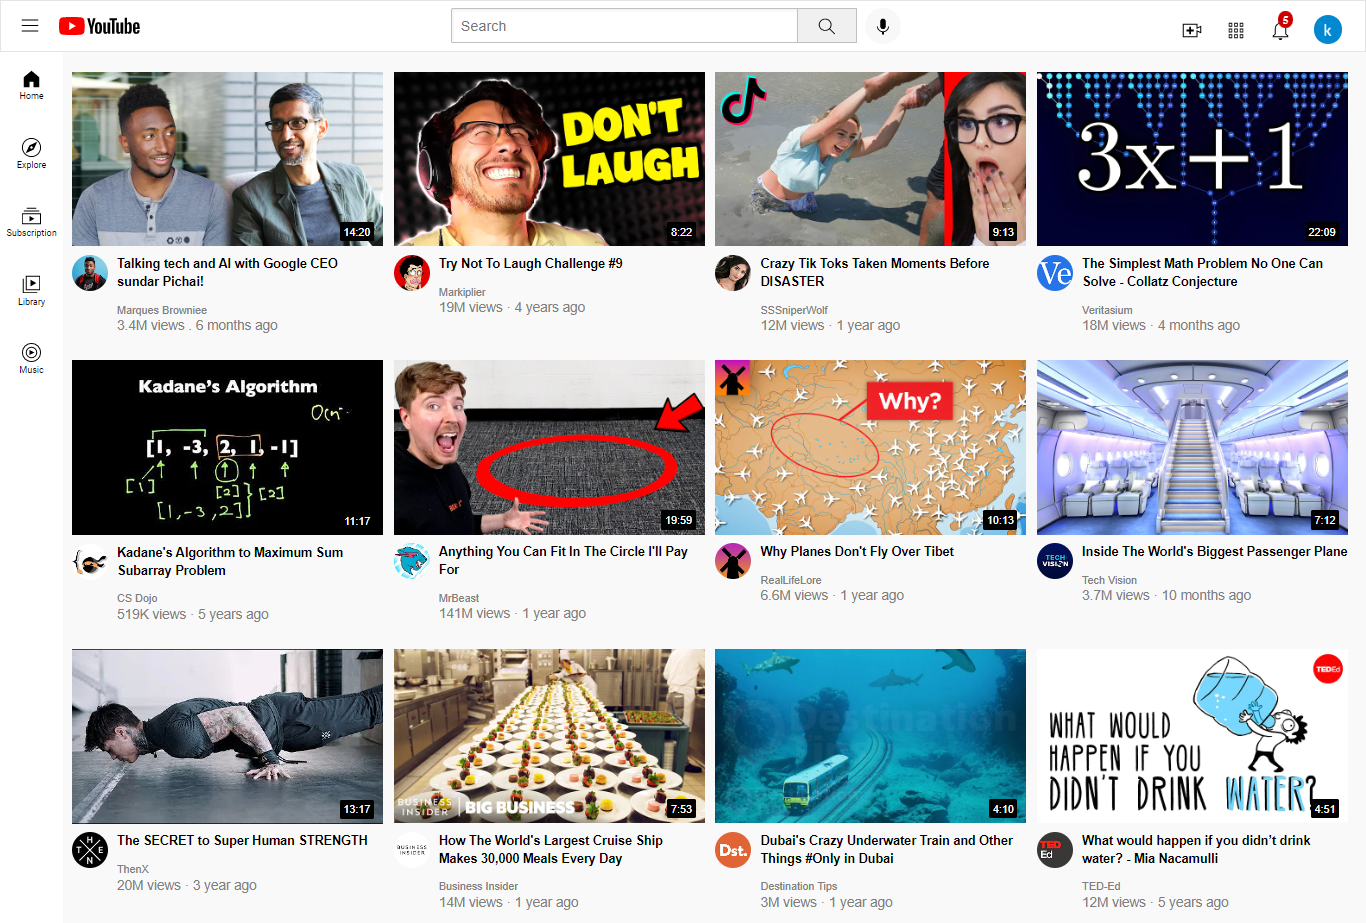 YouTube
Search
5
k
Home
Explore
Subscription
Library
Music
14:20
Talking tech and AI with Google CEO
sundar Pichai!
Marques Browniee
3.4M views . 6 months ago
DON'T
LAUGH
8:22
Try Not To Laugh Challenge #9
Markiplier
19M views · 4 years ago
9:13
Crazy Tik Toks Taken Moments Before
DISASTER
SSSniperWolf
12M views · 1 year ago
3x+1
22:09
Ve
The Simplest Math Problem No One Can
Solve - Collatz Conjecture
Veritasium
18M views · 4 months ago
Kadane's Algorithm
[1, -3, 2, 1, -1]
[1]
[2]
[2]
[1,-3,2]
11:17
Kadane's Algorithm to Maximum Sum
Subarray Problem
CS Dojo
519K views · 5 years ago
19:59
Anything You Can Fit In The Circle I'll Pay
For
MrBeast
141M views · 1 year ago
Why?
10:13
Why Planes Don't Fly Over Tibet
RealLifeLore
6.6M views · 1 year ago
7:12
TECH
VISION
Inside The World's Biggest Passenger Plane
Tech Vision
3.7M views · 10 months ago
13:17
THEN
The SECRET to Super Human STRENGTH
ThenX
20M views · 3 year ago
BUSINESS
INSIDER
BIG BUSINESS
7:53
BUSINESS
INSIDER
How The World's Largest Cruise Ship
Makes 30,000 Meals Every Day
Business Insider
14M views · 1 year ago
4:10
Dst.
Dubai's Crazy Underwater Train and Other
Things #Only in Dubai
Destination Tips
3M views · 1 year ago
TEDEd
WHAT WOULD
HAPPEN IF YOU
DIDN'T DRINK WATER?
4:51
TED
Ed
What would happen if you didn't drink
water? - Mia Nacamulli
TED-Ed
12M views · 5 years ago